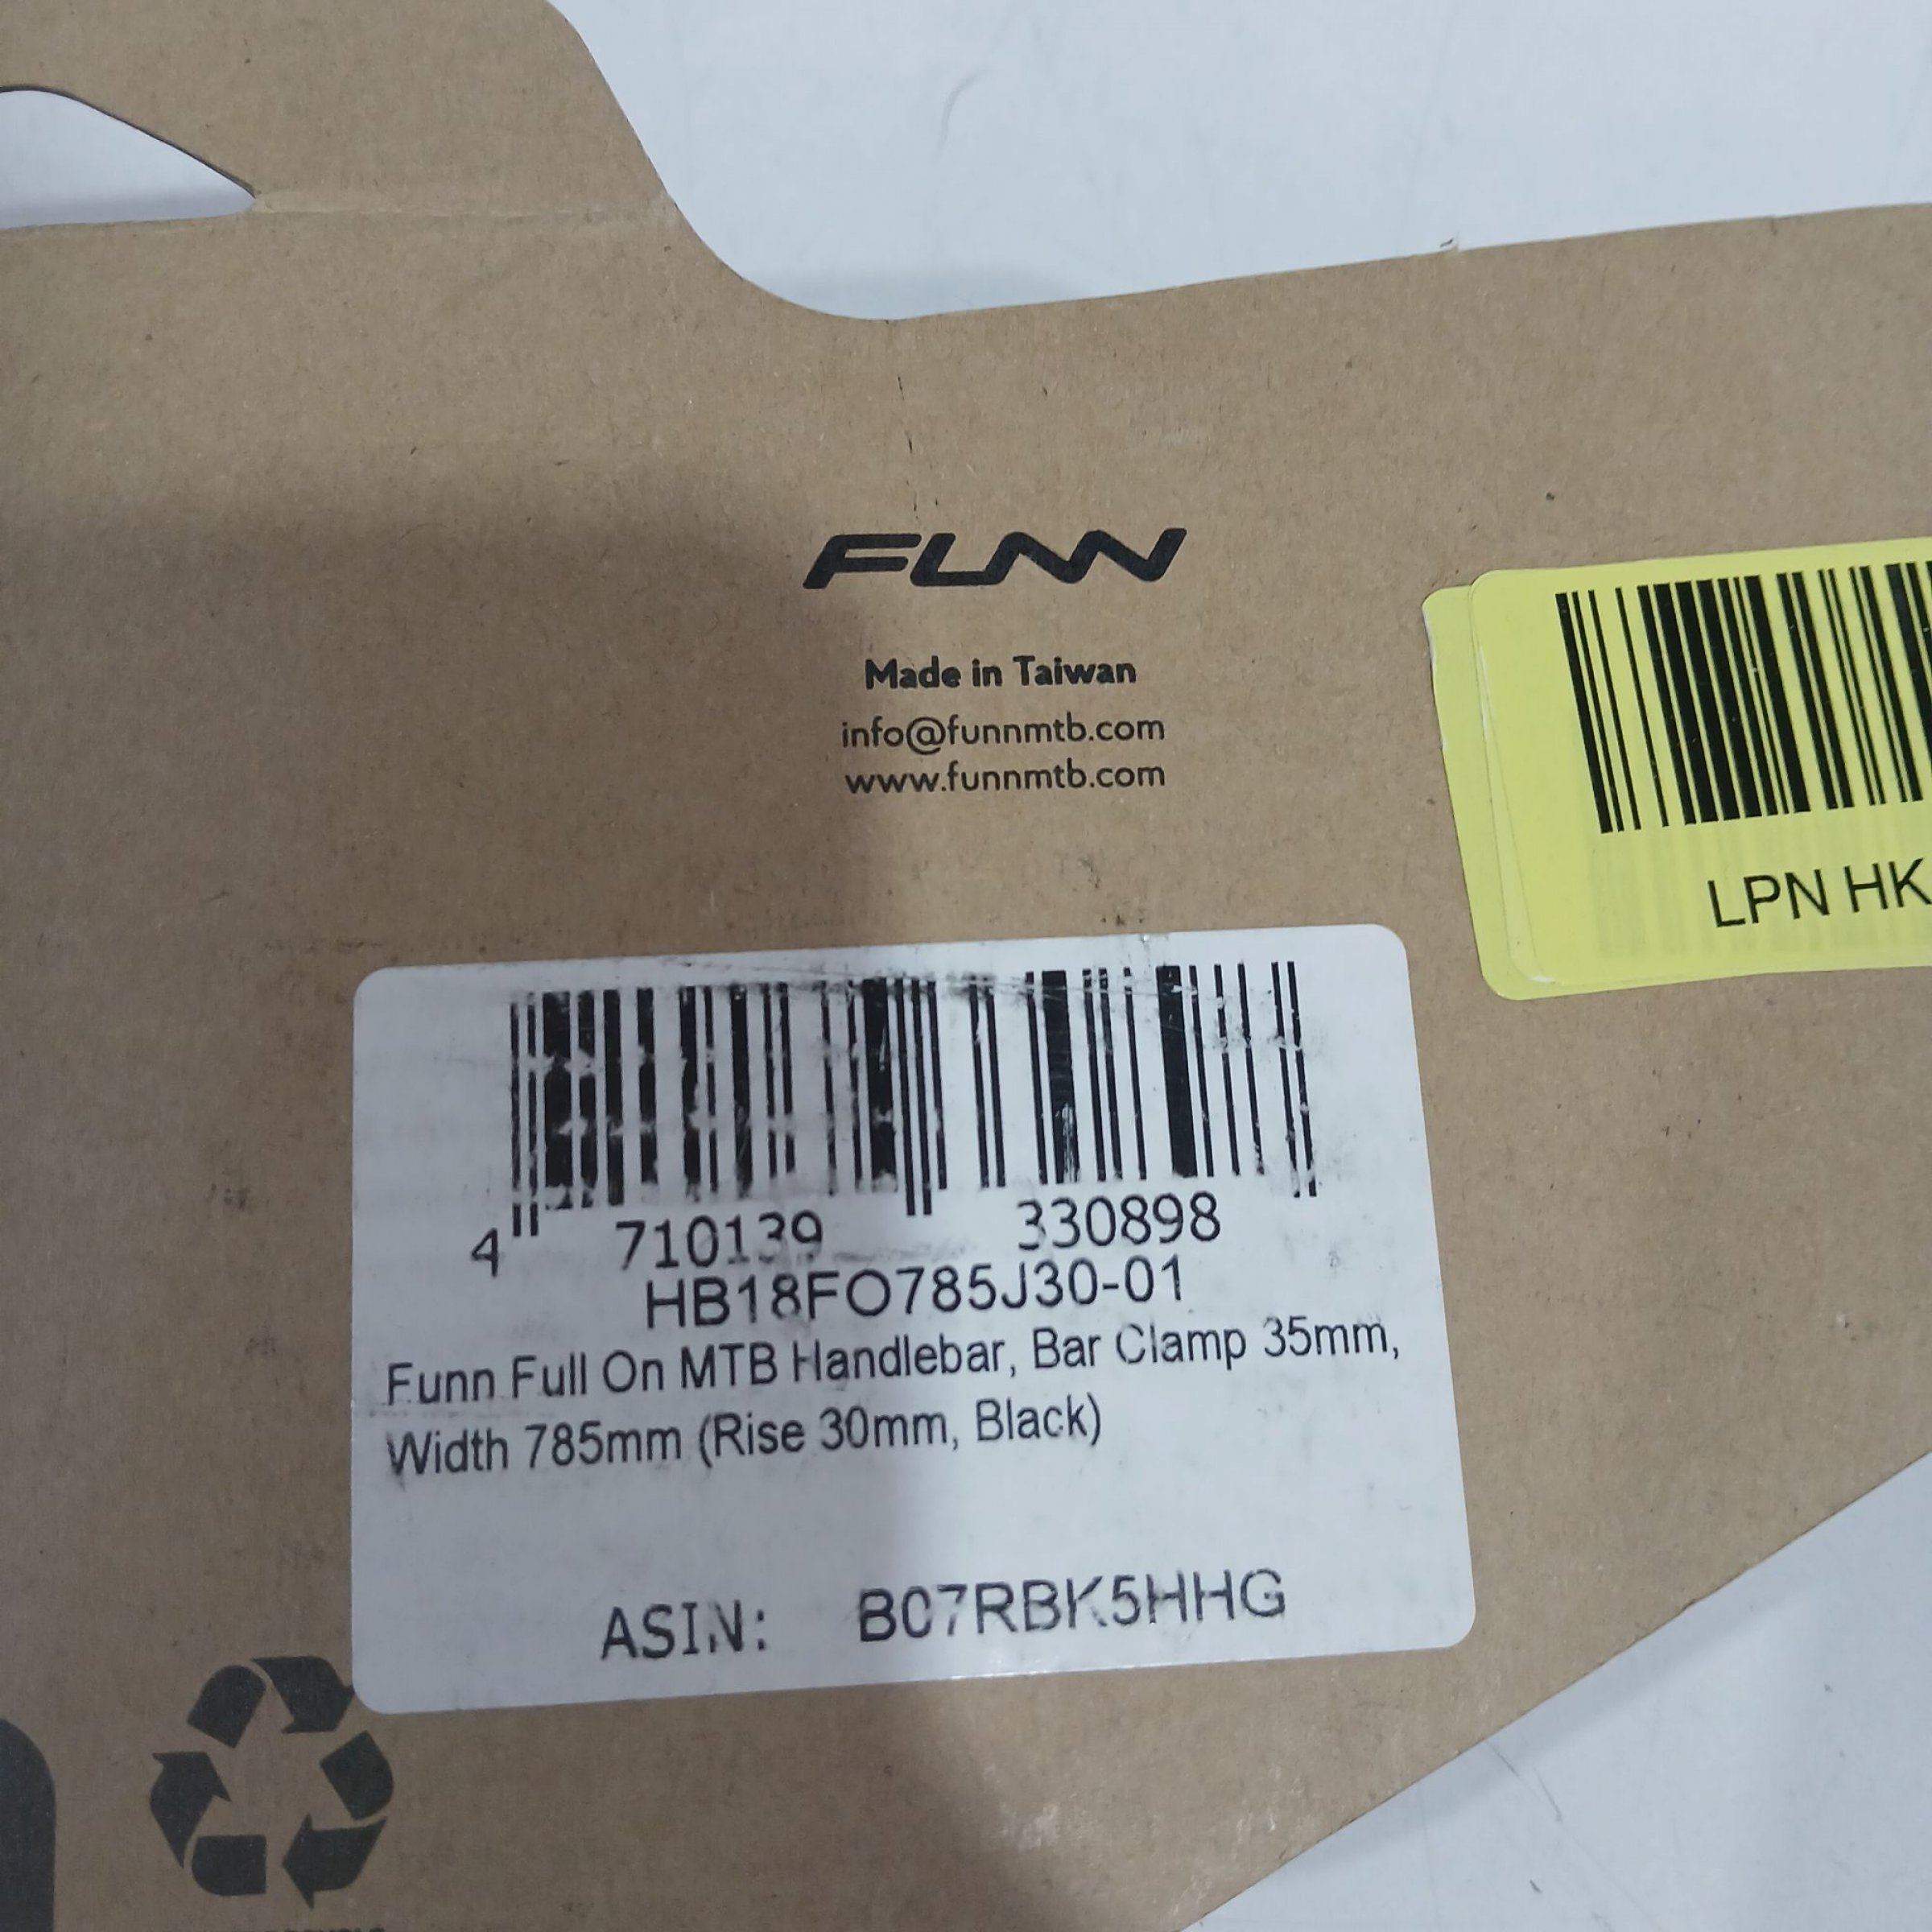 FUNN
Made in Taiwan
info@funnmtb.com
www.funnmtb.com
LPN HK
4 710139 330898
HB18FO785J30-01
Funn Full On MTB Handlebar, Bar Clamp 35mm,
Width 785mm (Rise 30mm, Black)
ASIN: B07RBK5HHG